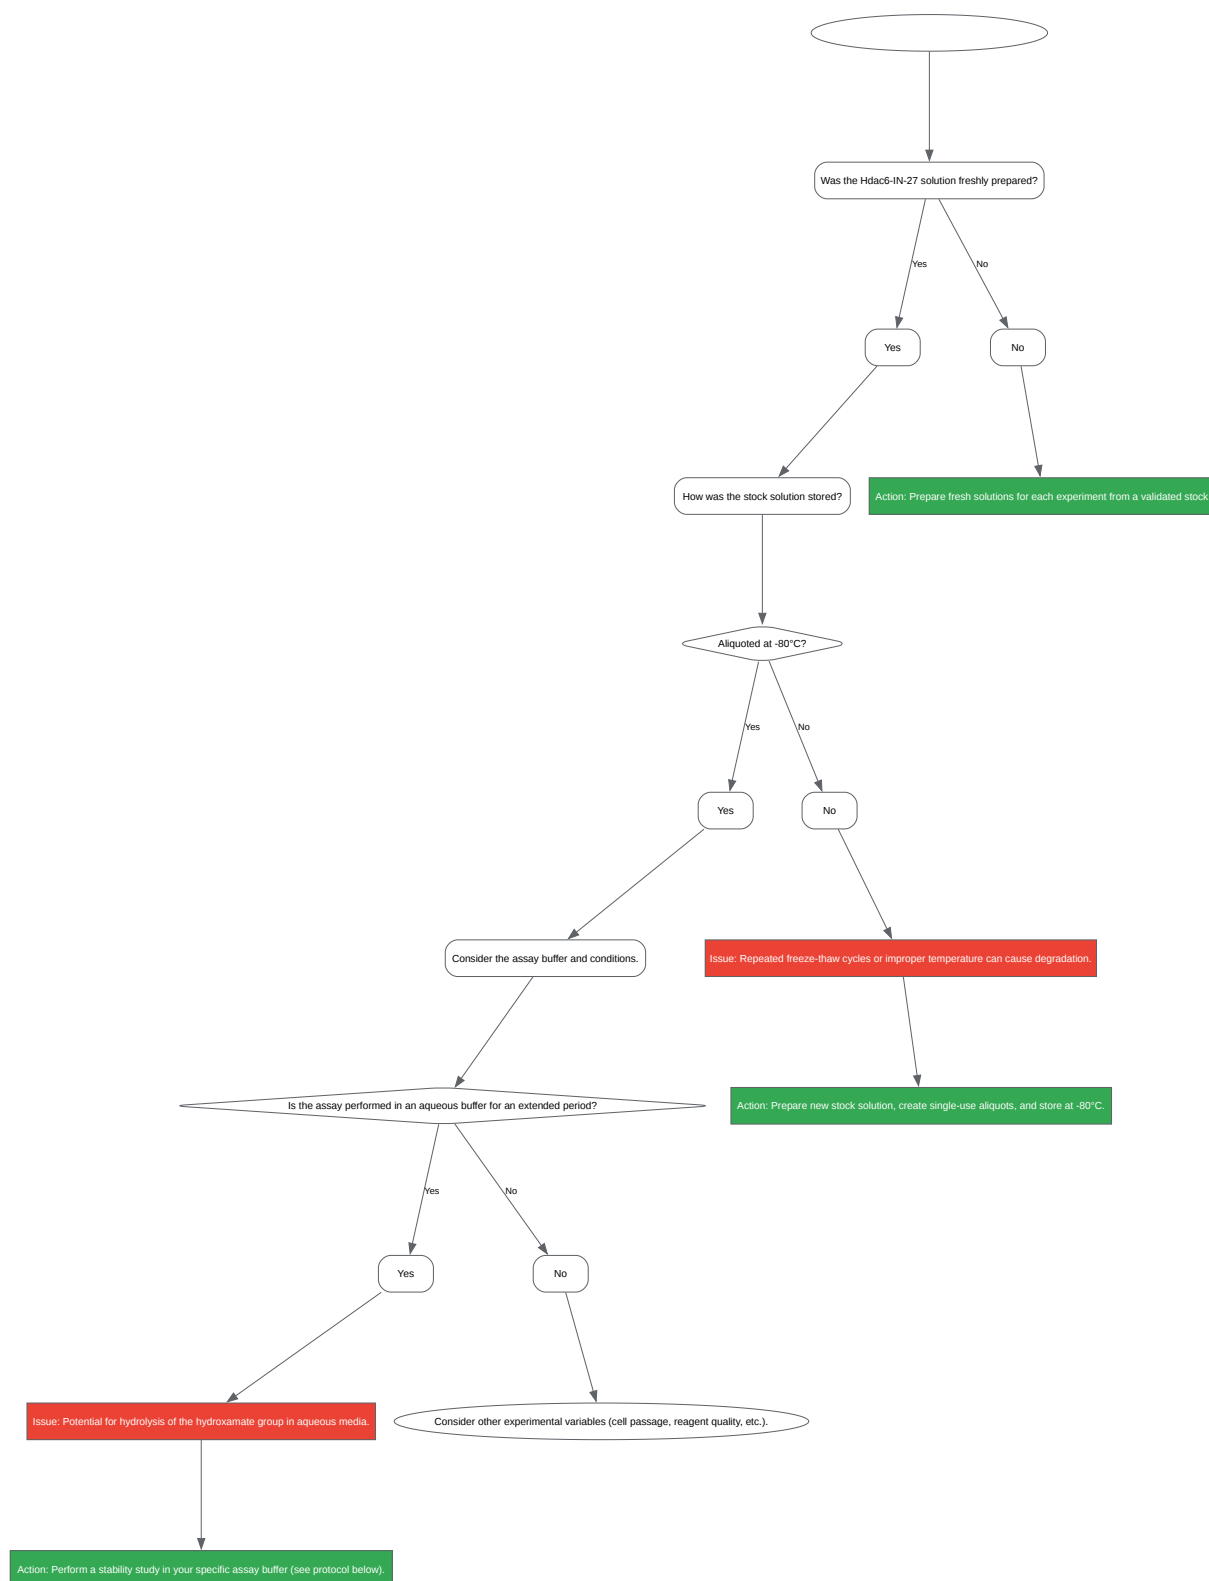 Was the Hdac6-IN-27 solution freshly prepared?
Yes
No
Yes
No
How was the stock solution stored?
Action: Prepare fresh solutions for each experiment from a validated stock
Aliquoted at -80°C?
Yes
No
Yes
No
Consider the assay buffer and conditions.
Issue: Repeated freeze-thaw cycles or improper temperature can cause degradation.
Is the assay performed in an aqueous buffer for an extended period?
Action: Prepare new stock solution, create single-use aliquots, and store at -80°C.
Yes
No
Yes
No
Issue: Potential for hydrolysis of the hydroxamate group in aqueous media.
Consider other experimental variables (cell passage, reagent quality, etc.).
Action: Perform a stability study in your specific assay buffer (see protocol below).